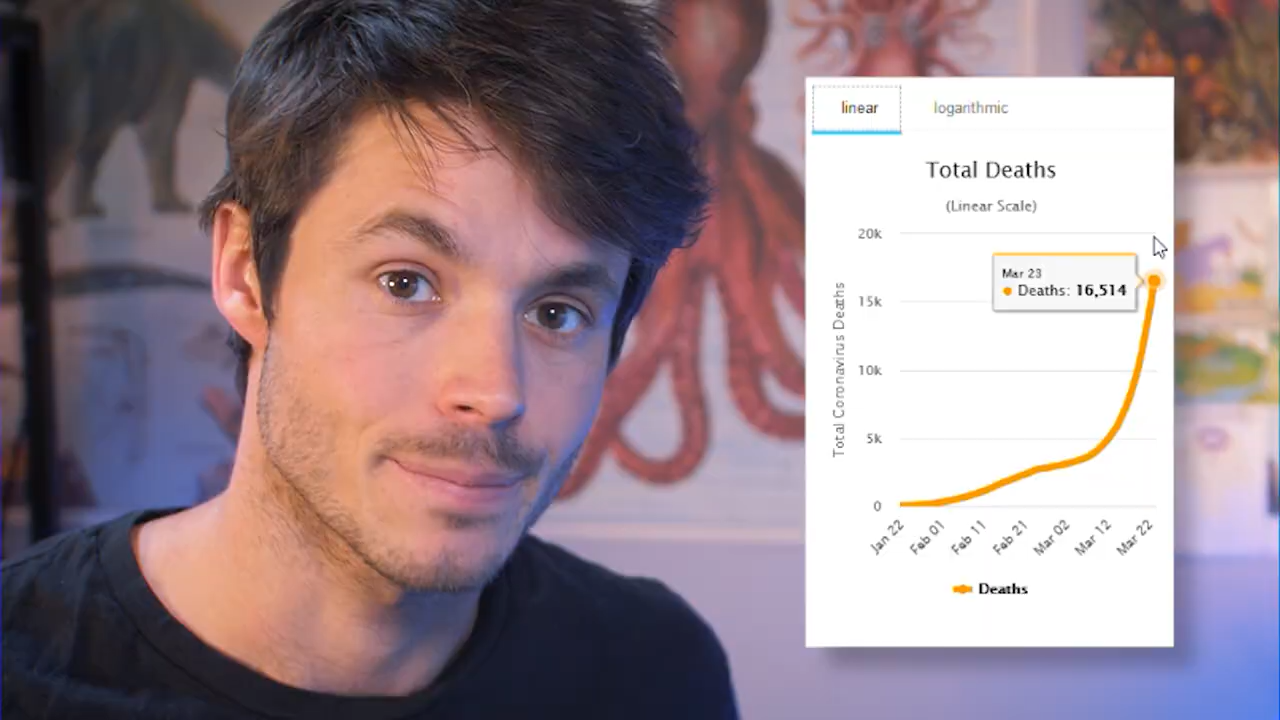 linear
logarithmic
Total Deaths
(Linear Scale)
Total Coronavirus Deaths
20k
15k
10k
5k
0
Mar 23
Deaths: 16,514
Jan 22
Feb 01
Feb 11
Feb 21
Mar 02
Mar 12
Mar 22
Deaths